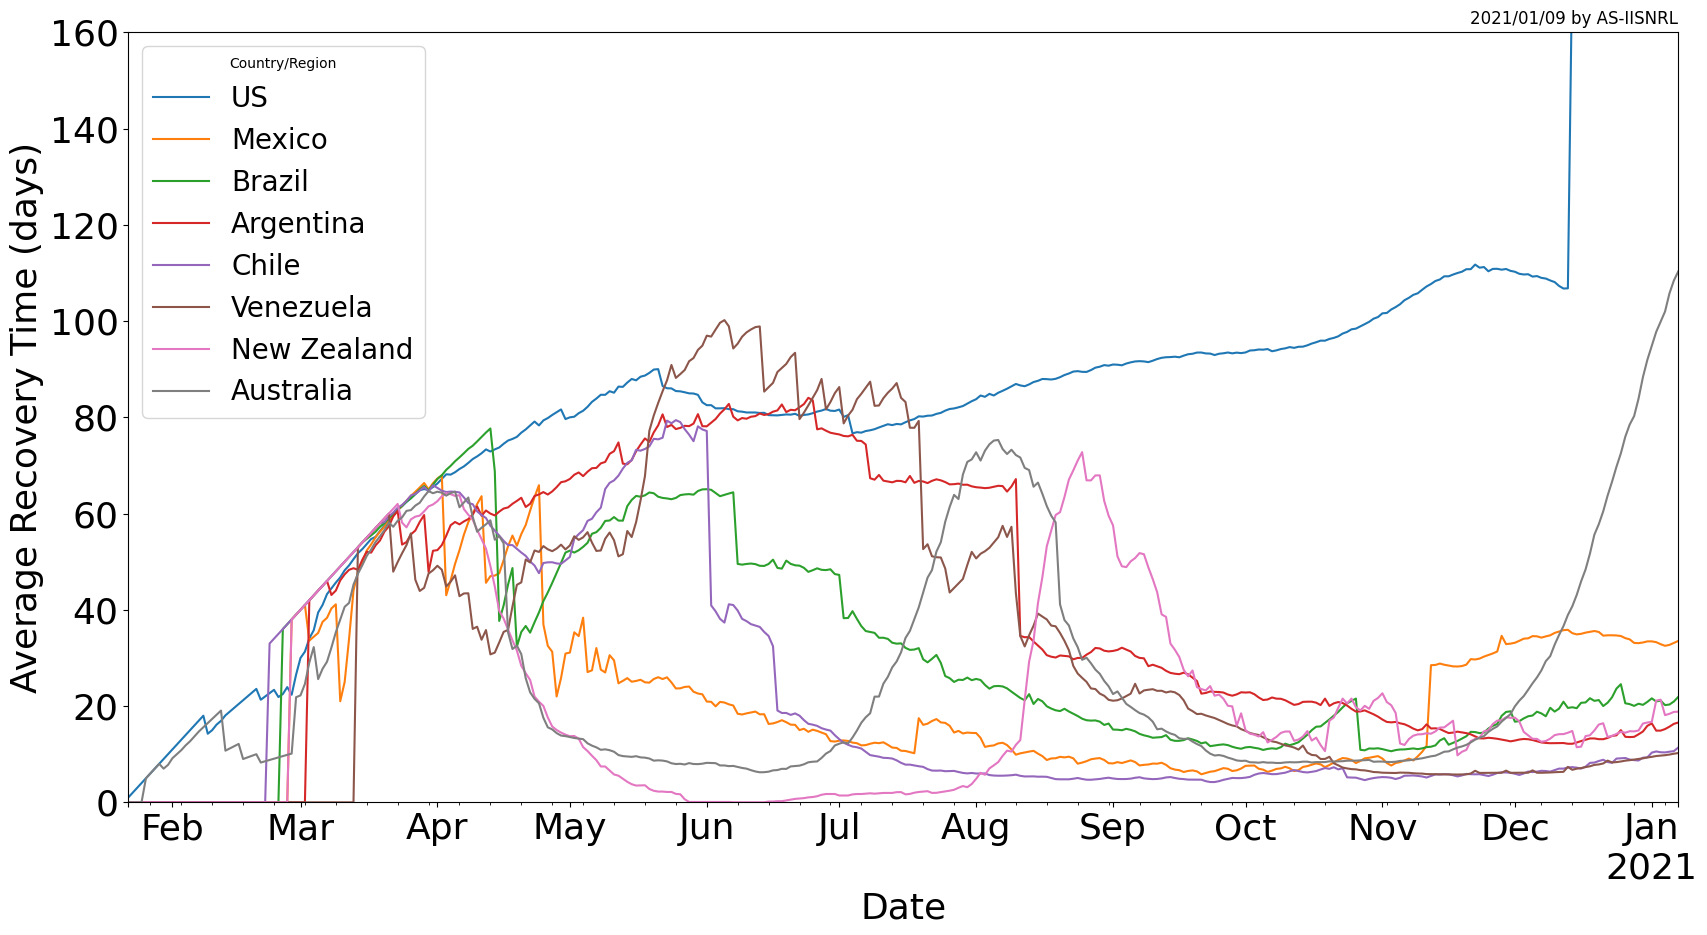 2021/01/09 by AS-IISNRL
160
140
120
100
80
60
40
20
0
Average Recovery Time (days)
Country/Region
US
Mexico
Brazil
Argentina
Chile
Venezuela
New Zealand
Australia
Feb Mar Apr May Jun Jul Aug Sep Oct Nov Dec Jan
2021
Date